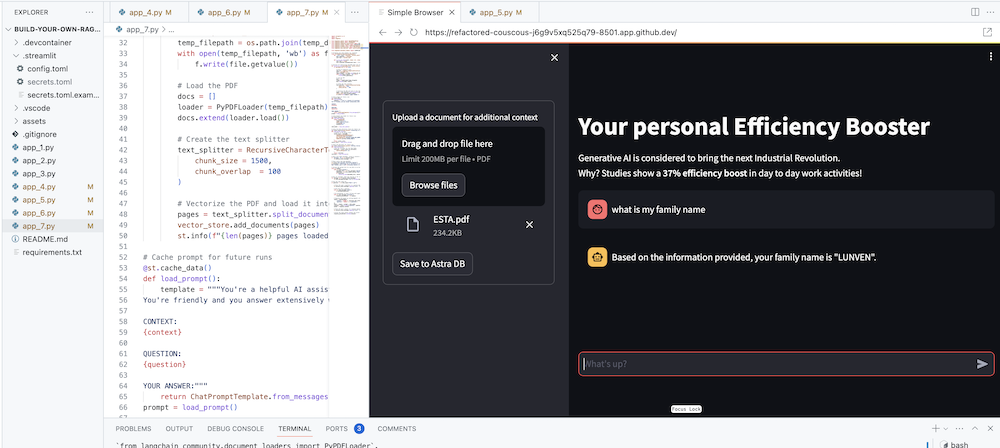 EXPLORER
BUILD-YOUR-OWN-RAG...
.devcontainer
.streamlit
config.toml
secrets.toml
secrets.toml.exam...
.vscode
assets
.gitignore
app_1.py
app_2.py
app_3.py
app_4.py M
app_5.py M
app_6.py M
app_7.py M
README.md
requirements.txt
app_4.py M
app_6.py M
app_7.py M
app_7.py > ...
32 temp_filepath = os.path.join(temp_d
33 with open(temp_filepath, 'wb') as f
34 f.write(file.getvalue())
35
36 # Load the PDF
37 docs = []
38 loader = PyPDFLoader(temp_filepath)
39 docs.extend(loader.load())
40
41 # Create the text splitter
42 text_splitter = RecursiveCharacterT
43 chunk_size = 1500,
44 chunk_overlap = 100
45 )
46
47 # Vectorize the PDF and load it int
48 pages = text_splitter.split_documen
49 vector_store.add_documents(pages)
50 st.info(f"{len(pages)} pages loaded
51
52 # Cache prompt for future runs
53 @st.cache_data()
54 def load_prompt():
55 template = """You're a helpful AI assis
56 You're friendly and you answer extensively
57
58 CONTEXT:
59 {context}
60
61 QUESTION:
62 {question}
63
64 YOUR ANSWER:"""
65 return ChatPromptTemplate.from_messages
66 prompt = load_prompt()
Simple Browser
app_5.py M
https://refactored-couscous-j6g9v5xq525q79-8501.app.github.dev/
Upload a document for additional context
Drag and drop file here
Limit 200MB per file • PDF
Browse files
ESTA.pdf
234.2KB
Save to Astra DB
Your personal Efficiency Booster
Generative AI is considered to bring the next Industrial Revolution.
Why? Studies show a 37% efficiency boost in day to day work activities!
what is my family name
Based on the information provided, your family name is "LUNVEN".
What's up?
Focus Lock
PROBLEMS OUTPUT DEBUG CONSOLE TERMINAL PORTS 3 COMMENTS
`from langchain_community.document_loaders import PyPDFLoader`.
bash